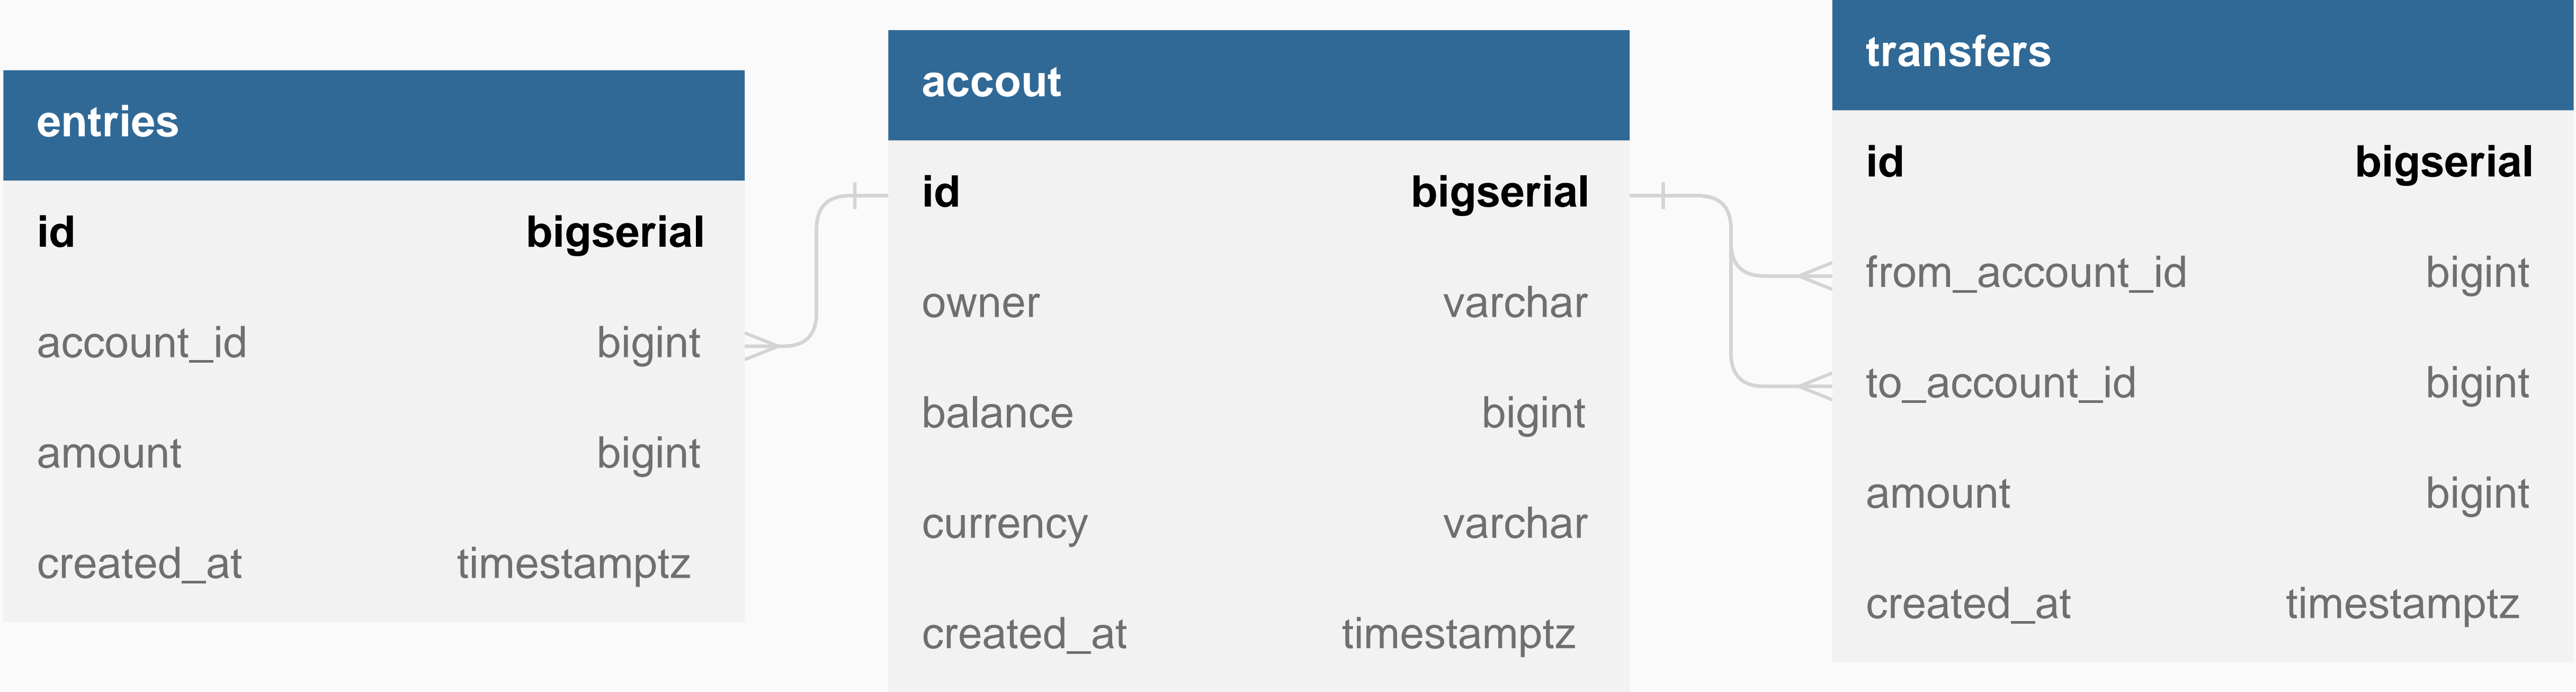 entries
id bigserial
account_id bigint
amount bigint
created_at timestamptz
accout
id bigserial
owner varchar
balance bigint
currency varchar
created_at timestamptz
transfers
id bigserial
from_account_id bigint
to_account_id bigint
amount bigint
created_at timestamptz